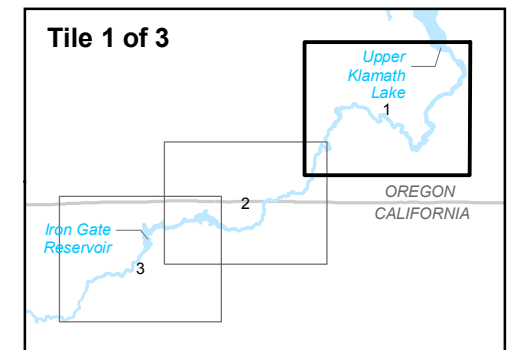 Tile 1 of 3
Upper
Klamath
Lake
1
OREGON
2
CALIFORNIA
Iron Gate
Reservoir
3